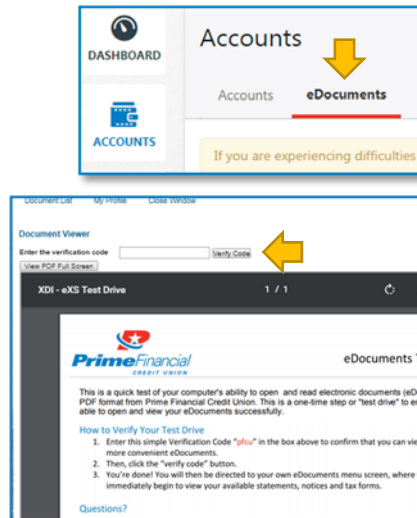 DASHBOARD
ACCOUNTS
Accounts
Accounts eDocuments
If you are experiencing difficulties
Document List My Profile Close Window
Document Viewer
Enter the verification code Verify Code
View PDF Full Screen
XDI - eXS Test Drive 1 / 1
PrimeFinancial
CREDIT UNION
eDocuments
This is a quick test of your computer's ability to open and read electronic documents
PDF format from Prime Financial Credit Union. This is a one-time step or "test drive" to
able to open and view your eDocuments successfully.
How to Verify Your Test Drive
1. Enter this simple Verification Code "pfcu" in the box above to confirm that you can
more convenient eDocuments.
2. Then, click the "verify code" button.
3. You're done! You will then be directed to your own eDocuments menu screen, where
immediately begin to view your available statements, notices and tax forms.
Questions?